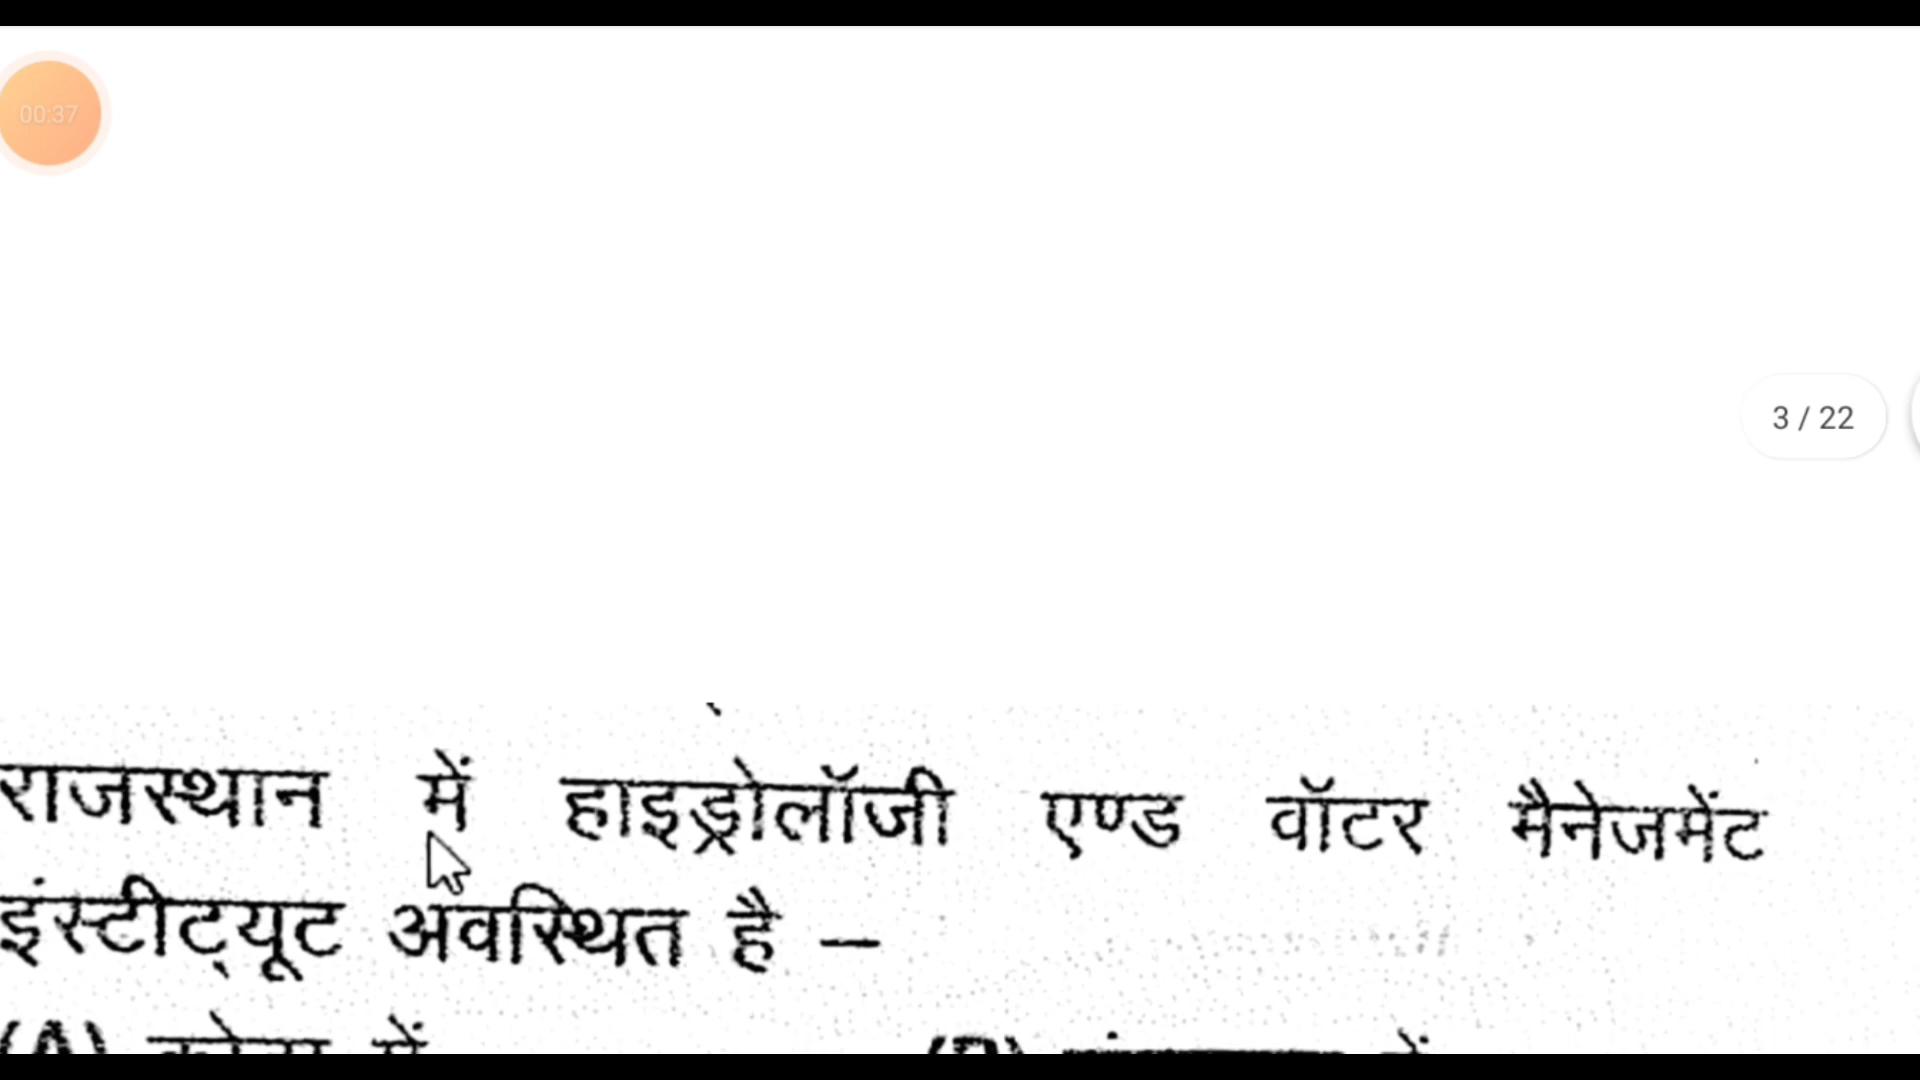 00:37
3 / 22
राजस्थान में हाइड्रोलॉजी एण्ड वॉटर मैनेजमेंट
इंस्टीट्यूट अवस्थित है –
(A) में (B) में